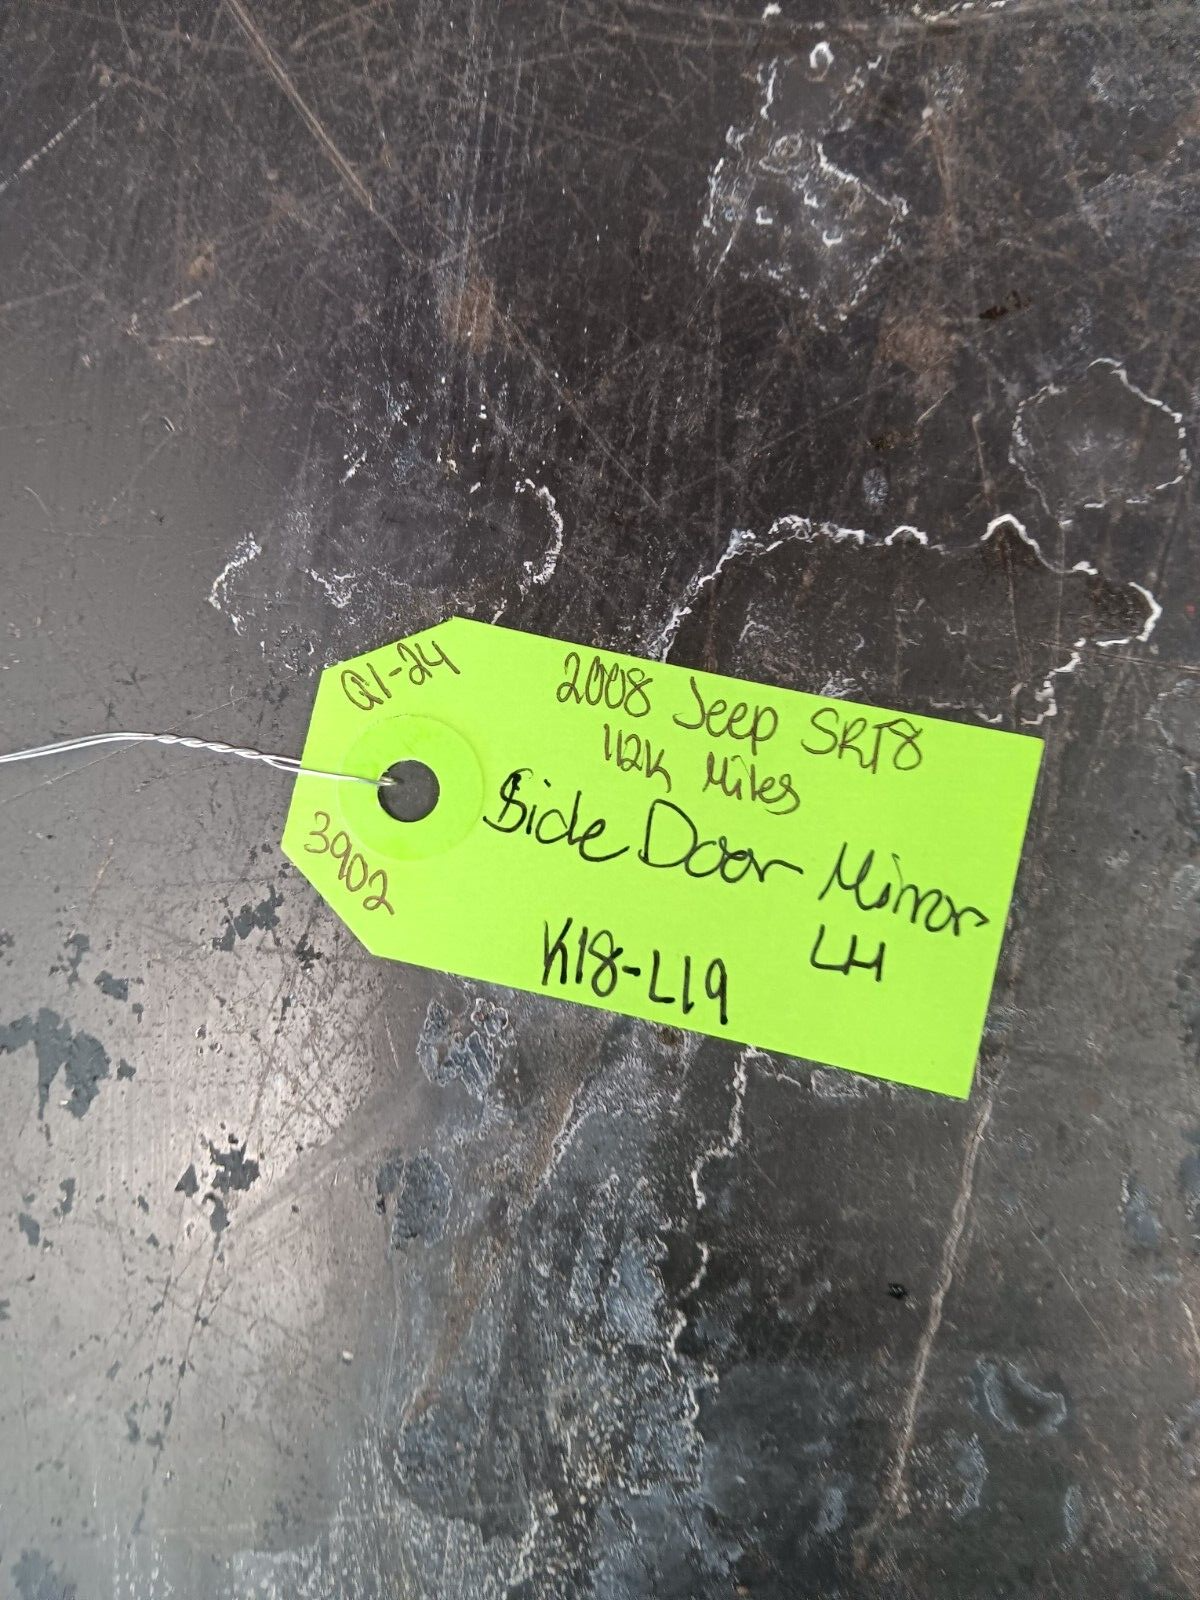 Q1-24
2008 Jeep SRT8
112K Miles
Side Door Mirror
LH
3902
K18-L19